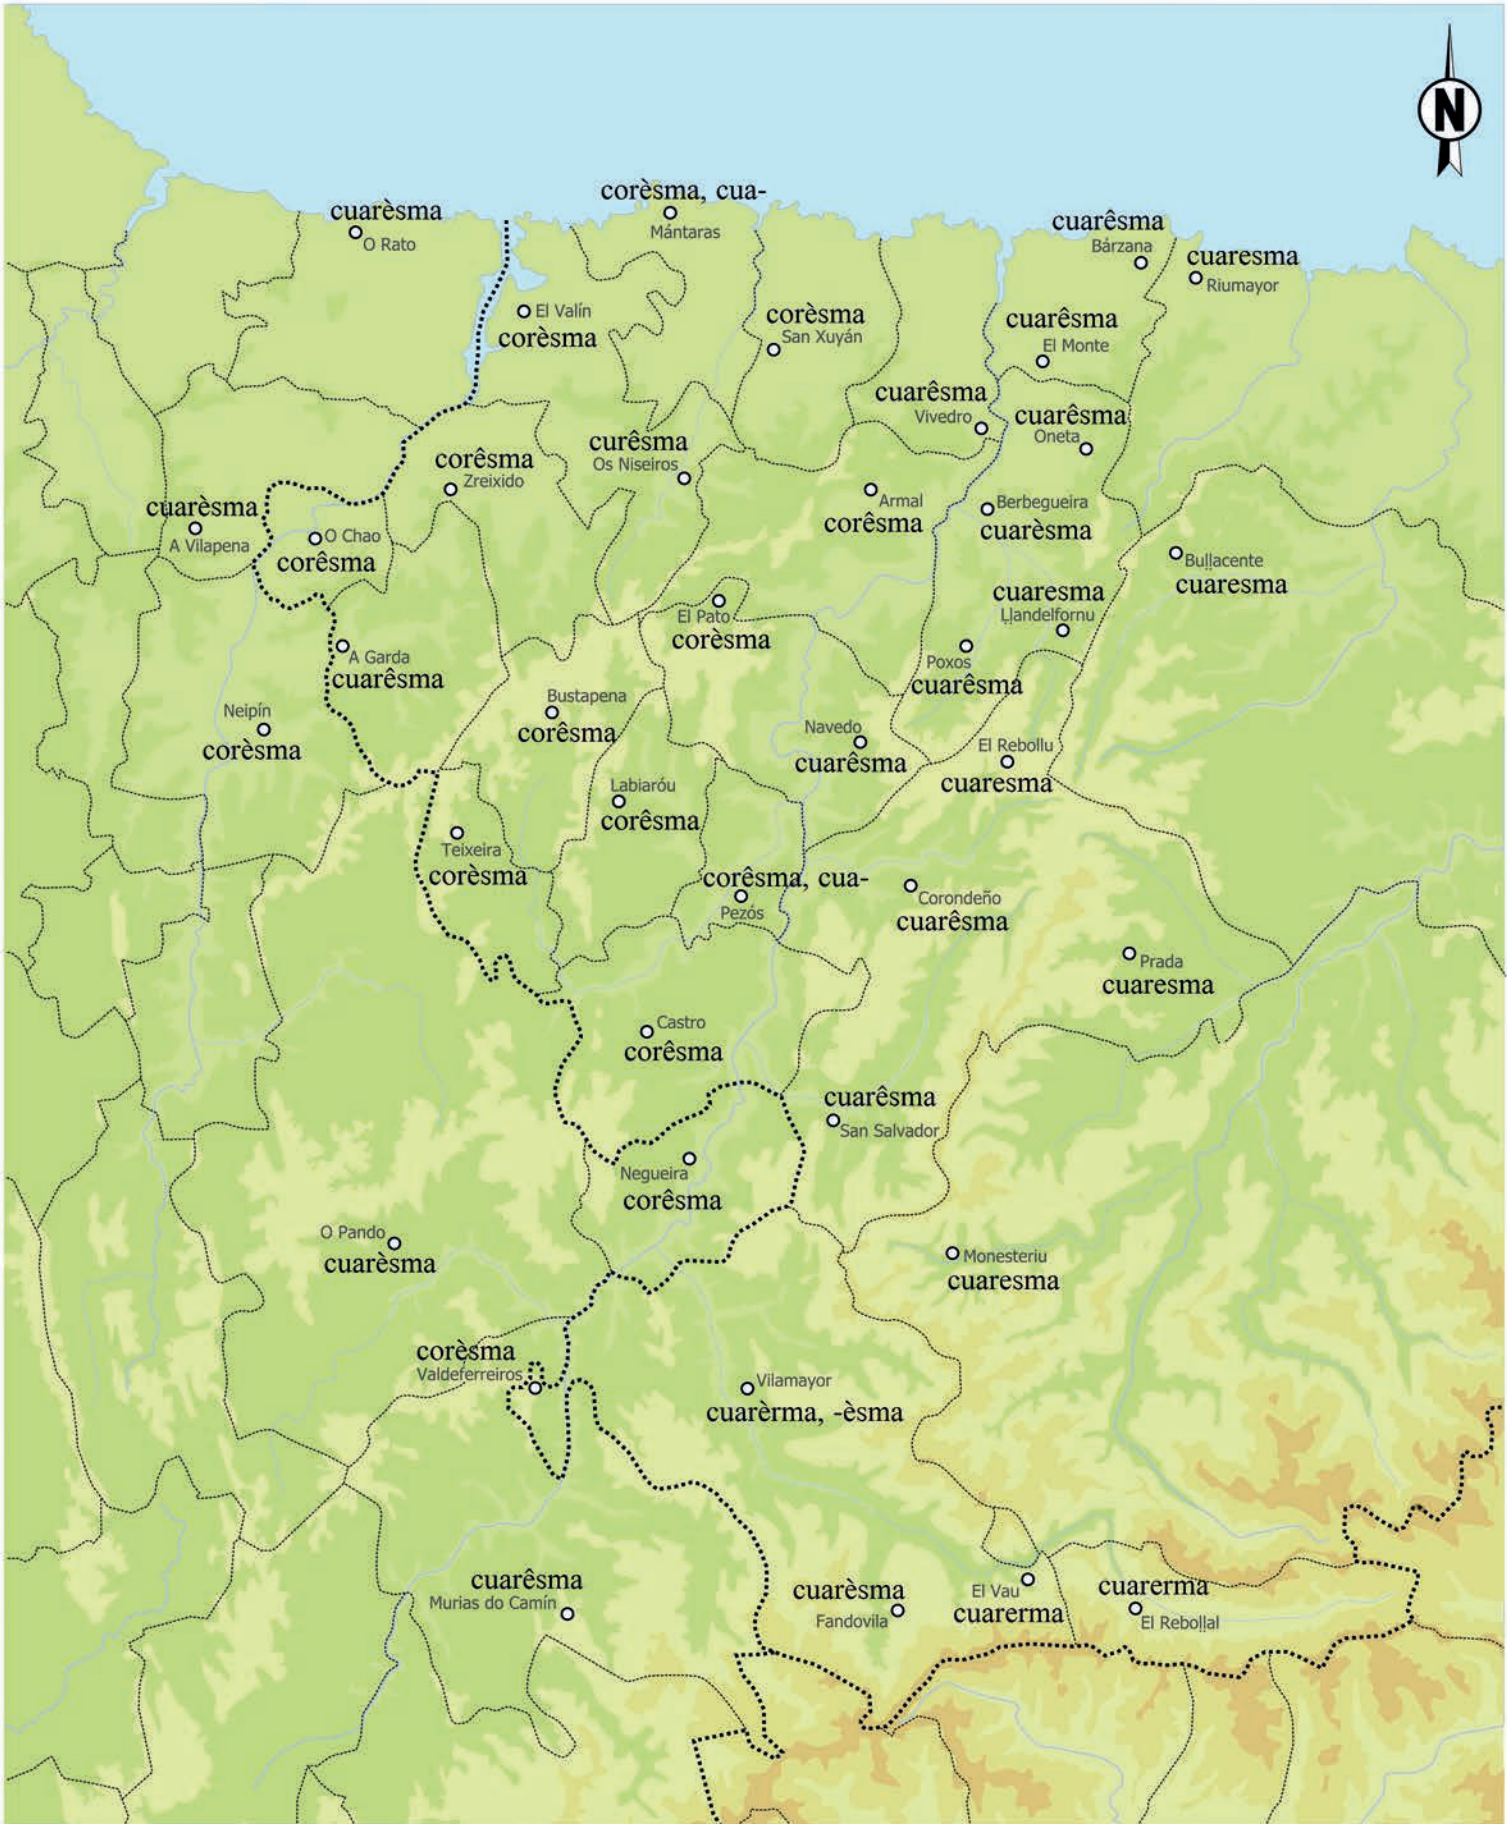 N
corèsma, cua-
Mántaras
cuarèsma
O Rato
cuarêsma
Bárzana
cuaresma
Riumayor
El Valín
corèsma
corèsma
San Xuyán
cuarêsma
El Monte
cuarêsma
Vivedro
cuarêsma
Oneta
curêsma
Os Niseiros
corêsma
Zreixido
cuarèsma
A Vilapena
O Chao
corêsma
Armal
corêsma
Berbegueira
cuarèsma
Buḷḷacente
cuaresma
cuaresma
Ḷḷandelfornu
El Pato
corèsma
A Garda
cuarêsma
Poxos
cuarêsma
Neipín
corèsma
Bustapena
corêsma
Navedo
cuarêsma
El Rebollu
cuaresma
Labiaróu
corêsma
Teixeira
corèsma
corêsma, cua-
Pezós
Corondeño
cuarêsma
Prada
cuaresma
Castro
corêsma
cuarêsma
San Salvador
Negueira
corêsma
O Pando
cuarèsma
Monesteriu
cuaresma
corèsma
Valdeferreiros
Vilamayor
cuarèrma, -èsma
cuarêsma
Murias do Camín
cuarèsma
Fandovila
El Vau
cuarerma
cuarerma
El Reboḷḷal